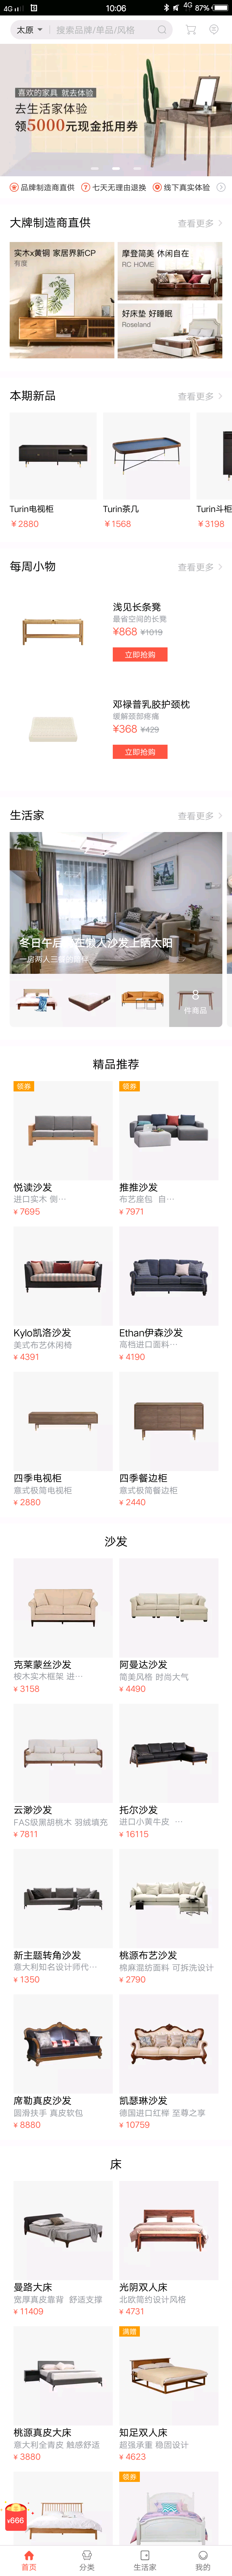 4G 10:06 4G 87%
太原 搜索品牌/单品/风格
喜欢的家具 就去体验
去生活家体验
领5000元现金抵用券
品牌制造商直供 七天无理由退换 线下真实体验
大牌制造商直供 查看更多
实木x黄铜 家居界新CP
有度
摩登简美 休闲自在
RC HOME
好床垫 好睡眠
Roseland
本期新品 查看更多
Turin电视柜 Turin茶几 Turin斗柜
¥2880 ¥1568 ¥3198
每周小物 查看更多
浅见长条凳
最省空间的长凳
¥868 ¥1019
立即抢购
邓禄普乳胶护颈枕
缓解颈部疼痛
¥368 ¥429
立即抢购
生活家 查看更多
冬日午后 懒人沙发上晒太阳
8
件商品
精品推荐
领券 领券
悦读沙发 推推沙发
进口实木 侧… 布艺座包 自…
¥7695 ¥7971
Kylo凯洛沙发 Ethan伊森沙发
美式布艺休闲椅 高档进口面料…
¥4391 ¥4190
四季电视柜 四季餐边柜
意式极简电视柜 意式极简餐边柜
¥2880 ¥2440
沙发
克莱蒙丝沙发 阿曼达沙发
桉木实木框架 进… 简美风格 时尚大气
¥3158 ¥4490
云渺沙发 托尔沙发
FAS级黑胡桃木 羽绒填充 进口小黄牛皮 …
¥7811 ¥16115
新主题转角沙发 桃源布艺沙发
意大利知名设计师代… 棉麻混纺面料 可拆洗设计
¥1350 ¥2790
席勒真皮沙发 凯瑟琳沙发
圆滑扶手 真皮软包 德国进口红榉 至尊之享
¥8880 ¥10759
床
曼路大床 光阴双人床
宽厚真皮靠背 舒适支撑 北欧简约设计风格
¥11409 ¥4731
满赠
桃源真皮大床 知足双人床
意大利全青皮 触感舒适 超强承重 稳固设计
¥3880 ¥4623
领券
¥666
首页 分类 生活家 我的